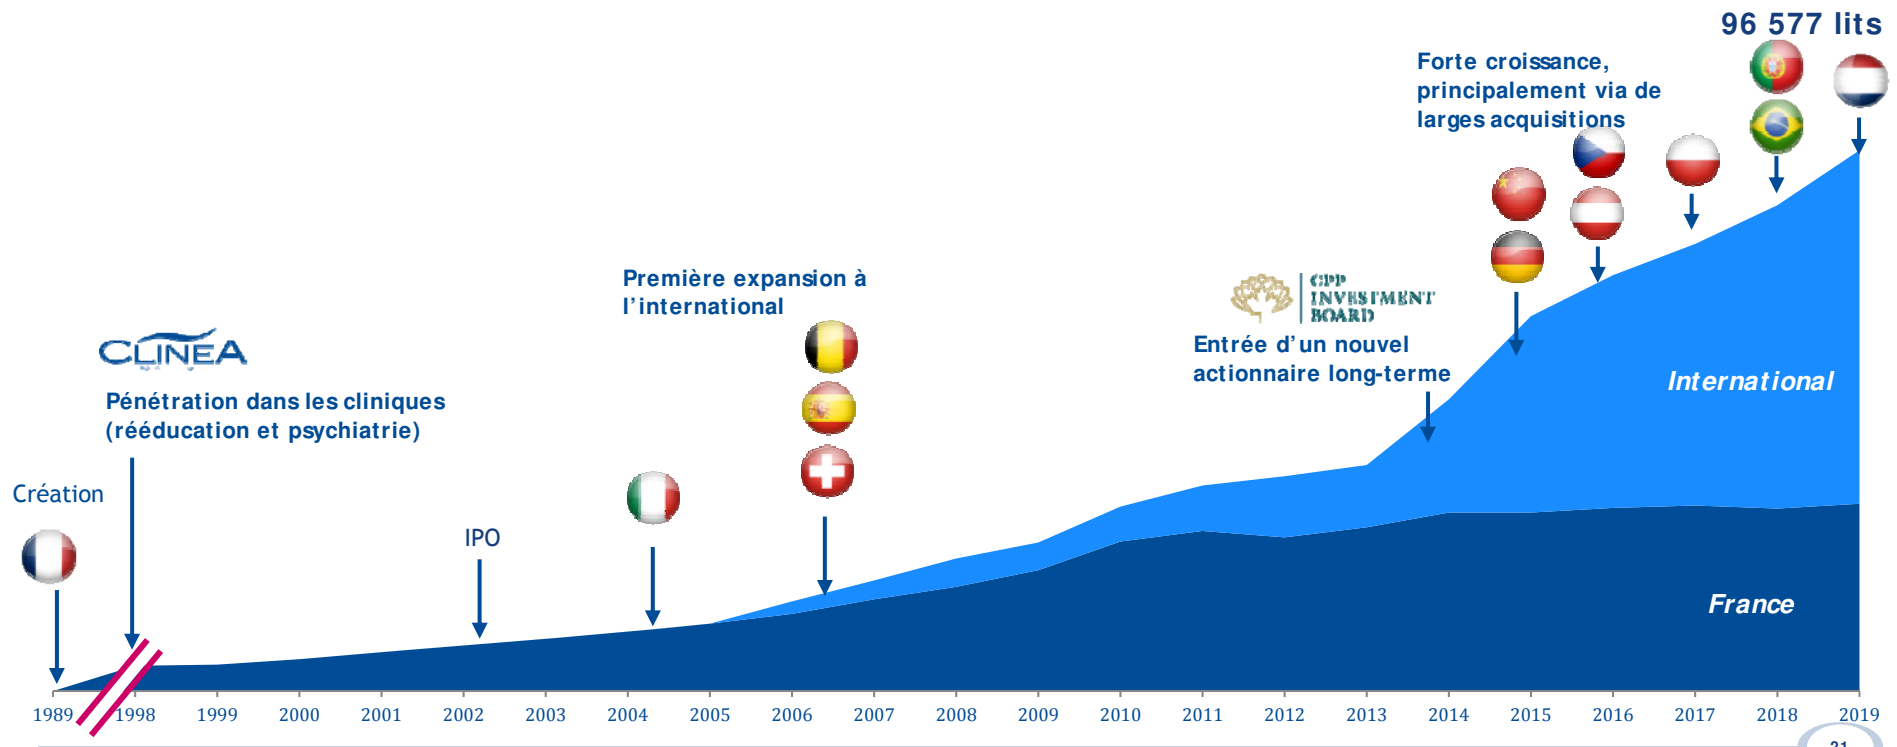 96 577 lits
Forte croissance,
principalement via de
larges acquisitions
Première expansion à
l'international
CPP
INVESTMENT
BOARD
Entrée d'un nouvel
actionnaire long-terme
CLINEA
Pénétration dans les cliniques
(rééducation et psychiatrie)
International
Création
IPO
France
1989 1998 1999 2000 2001 2002 2003 2004 2005 2006 2007 2008 2009 2010 2011 2012 2013 2014 2015 2016 2017 2018 2019